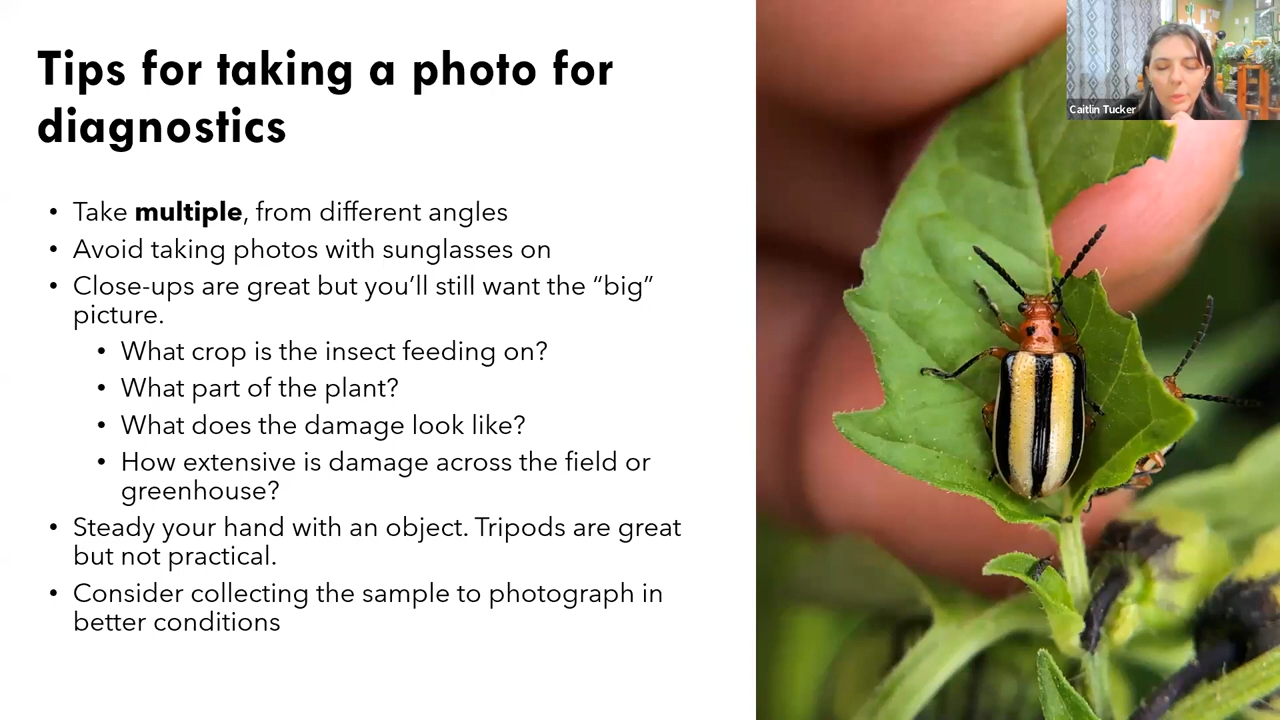 Tips for taking a photo for
diagnostics
• Take multiple, from different angles
• Avoid taking photos with sunglasses on
• Close-ups are great but you’ll still want the “big”
picture.
• What crop is the insect feeding on?
• What part of the plant?
• What does the damage look like?
• How extensive is damage across the field or
greenhouse?
• Steady your hand with an object. Tripods are great
but not practical.
• Consider collecting the sample to photograph in
better conditions
Caitlin Tucker